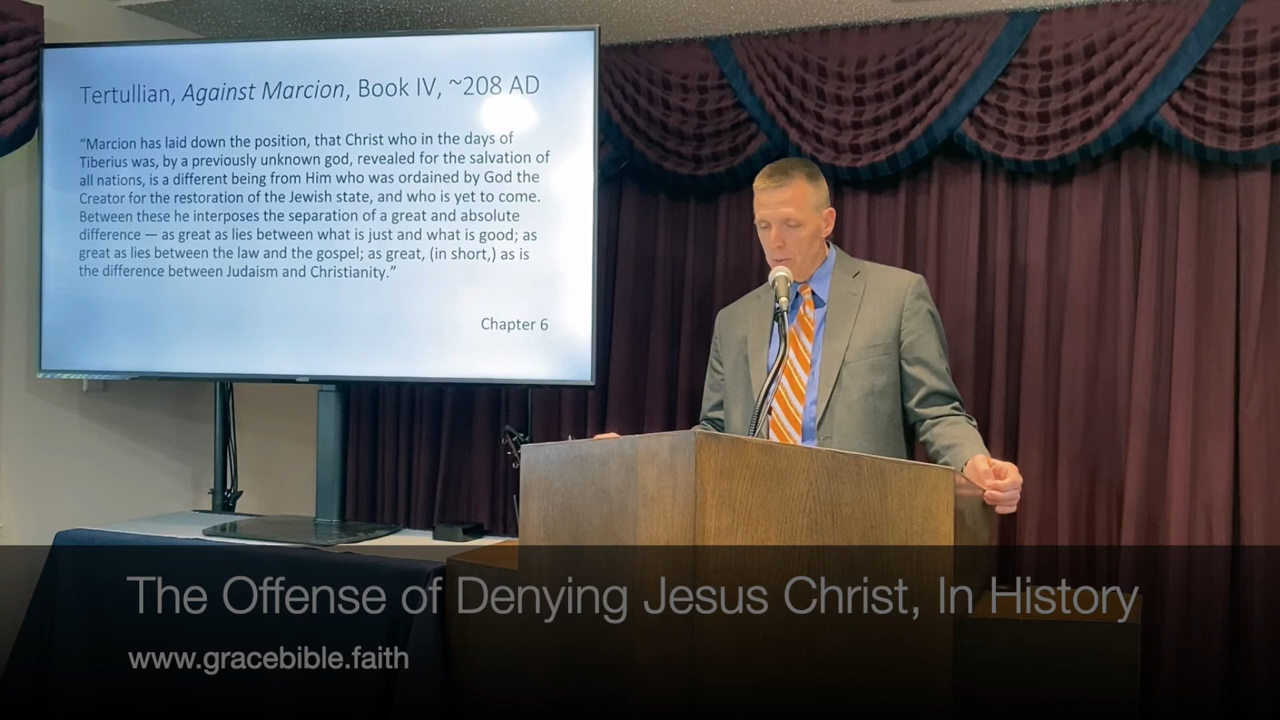 Tertullian, Against Marcion, Book IV, ~208 AD
“Marcion has laid down the position, that Christ who in the days of
Tiberius was, by a previously unknown god, revealed for the salvation of
all nations, is a different being from Him who was ordained by God the
Creator for the restoration of the Jewish state, and who is yet to come.
Between these he interposes the separation of a great and absolute
difference — as great as lies between what is just and what is good; as
great as lies between the law and the gospel; as great, (in short,) as is
the difference between Judaism and Christianity.”
Chapter 6
The Offense of Denying Jesus Christ, In History
www.gracebible.faith